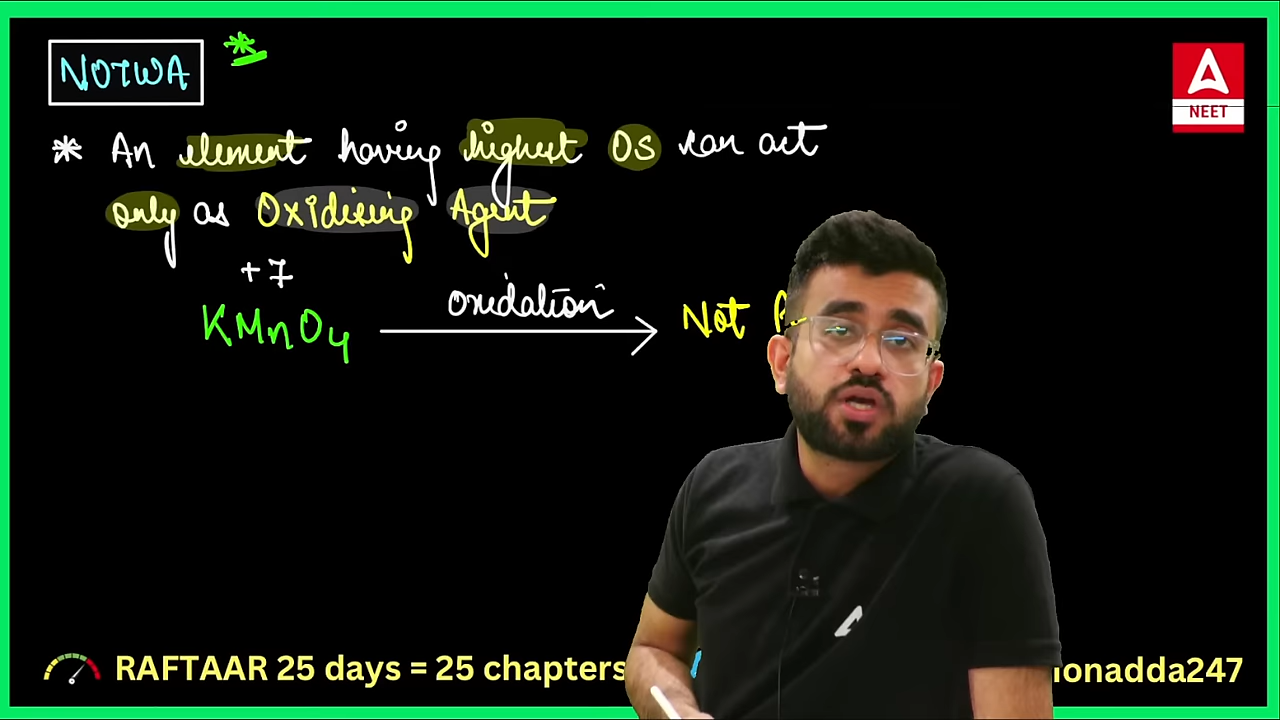 NOTWA *
NEET
* An element having highest OS can act
only as Oxidising Agent
+7
KMnO4 oxidation Not
RAFTAAR 25 days = 25 chapters ionadda247